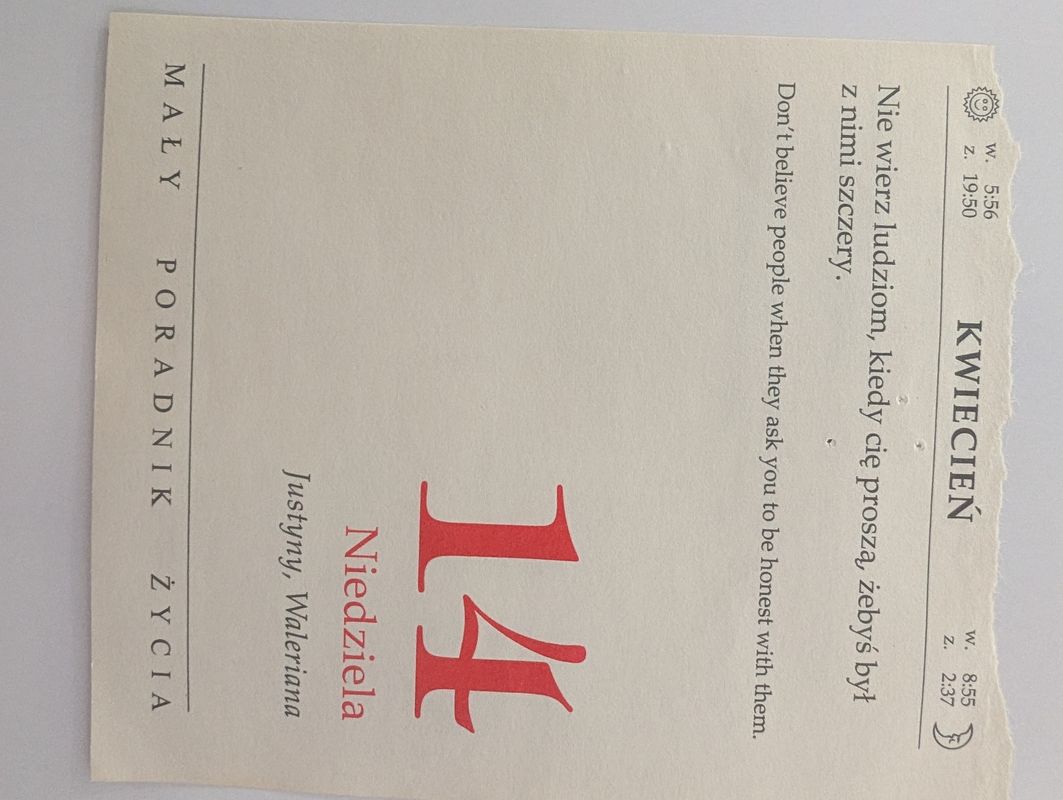 w. 5:56
z. 19:50
KWIECIEŃ
w. 8:55
z. 2:37
Nie wierz ludziom, kiedy cię proszą, żebyś był
z nimi szczery.
Don't believe people when they ask you to be honest with them.
14
Niedziela
Justyny, Waleriana
MAŁY PORADNIK ŻYCIA